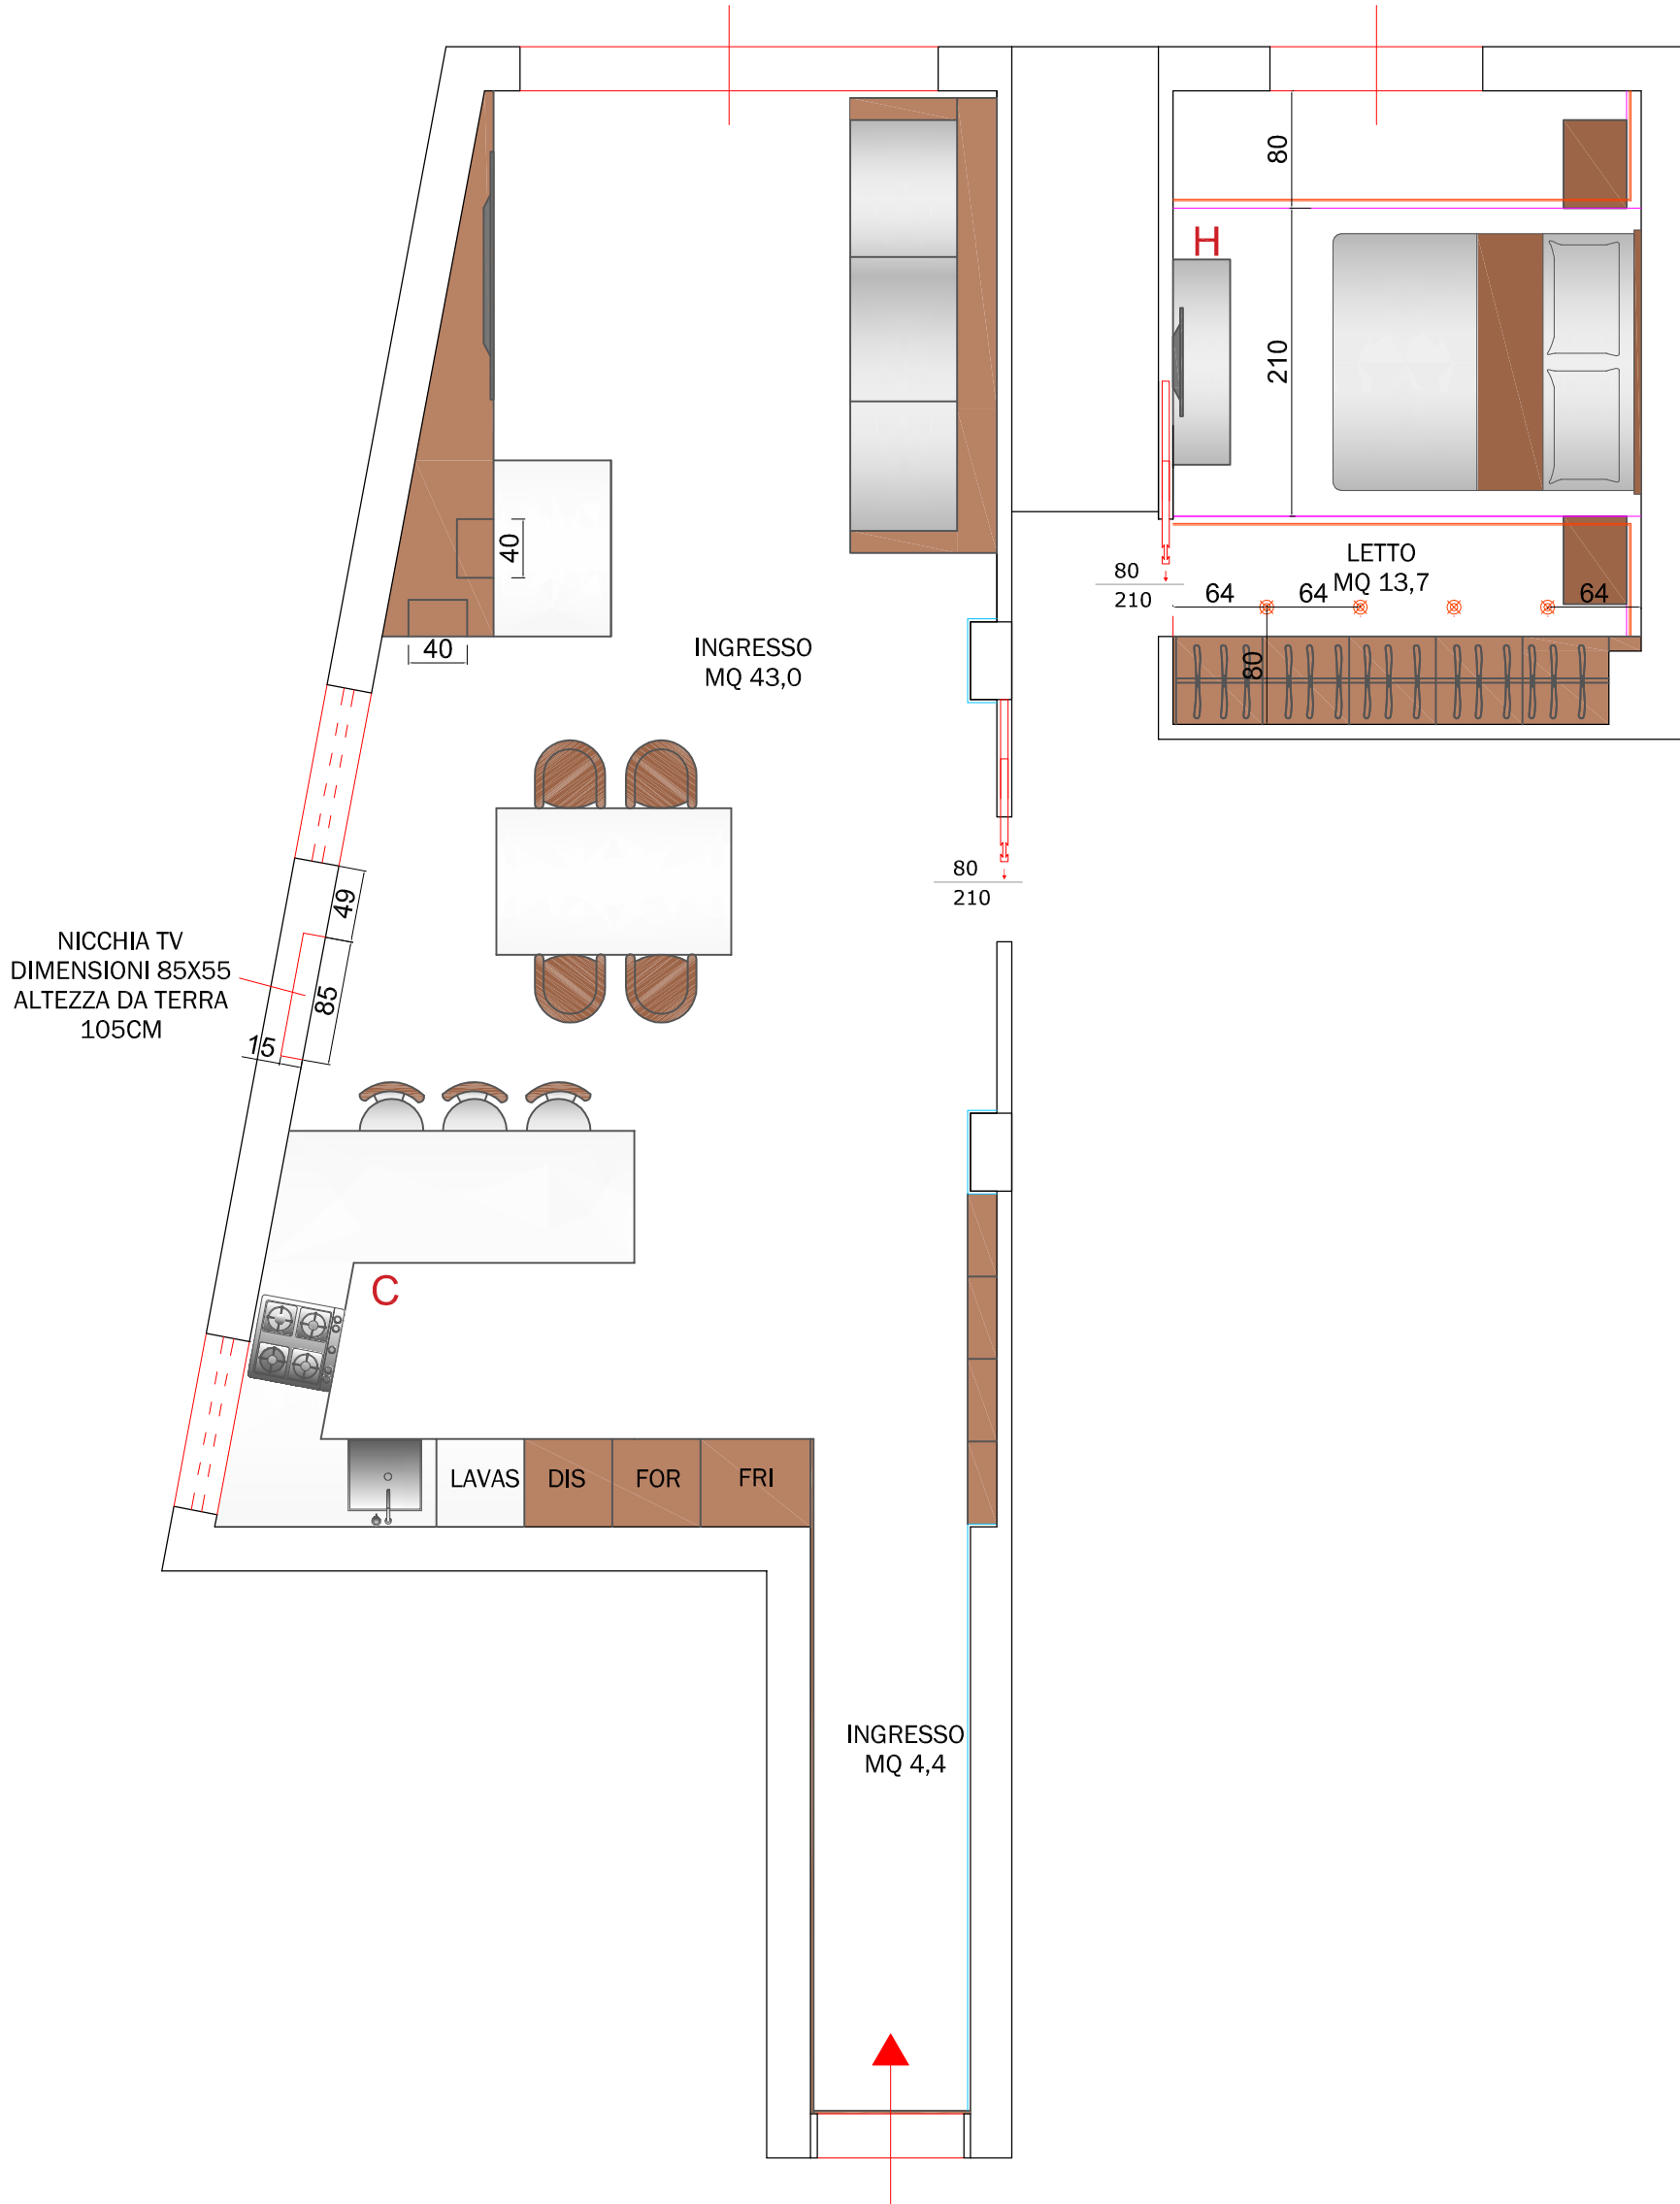 80
H
210
LETTO
MQ 13,7
80
210
64
64
64
80
40
40
INGRESSO
MQ 43,0
80
210
49
NICCHIA TV
DIMENSIONI 85X55
ALTEZZA DA TERRA
105CM
85
15
C
LAVAS
DIS
FOR
FRI
INGRESSO
MQ 4,4